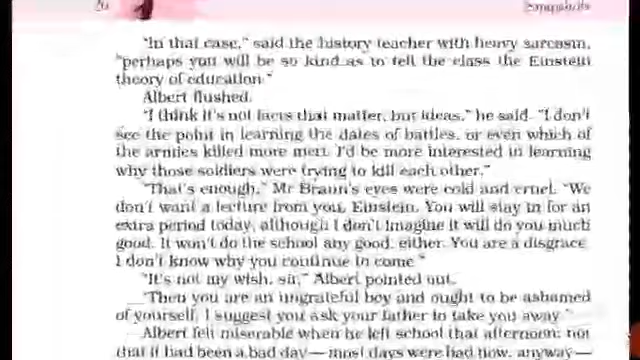 26
Snapshots
"In that case," said the history teacher with heavy sarcasm,
"perhaps you will be so kind as to tell the class the Einstein
theory of education."
Albert flushed.
"I think it's not facts that matter, but ideas," he said. "I don't
see the point in learning the dates of battles, or even which of
the armies killed more men. I'd be more interested in learning
why those soldiers were trying to kill each other."
"That's enough," Mr Braun's eyes were cold and cruel. "We
don't want a lecture from you, Einstein. You will stay in for an
extra period today, although I don't imagine it will do you much
good. It won't do the school any good, either. You are a disgrace.
I don't know why you continue to come."
"It's not my wish, sir," Albert pointed out.
"Then you are an ungrateful boy and ought to be ashamed
of yourself. I suggest you ask your father to take you away."
Albert felt miserable when he left school that afternoon; not
that it had been a bad day — most days were bad now, anyway —